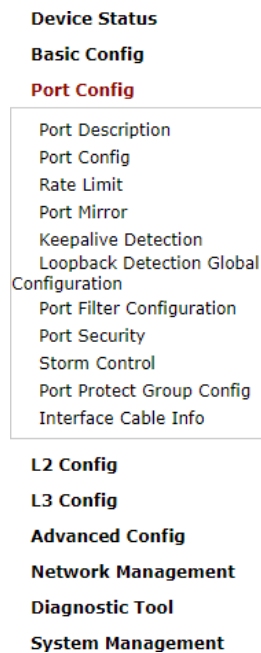 Device Status
Basic Config
Port Config
Port Description
Port Config
Rate Limit
Port Mirror
Keepalive Detection
Loopback Detection Global
Configuration
Port Filter Configuration
Port Security
Storm Control
Port Protect Group Config
Interface Cable Info
L2 Config
L3 Config
Advanced Config
Network Management
Diagnostic Tool
System Management